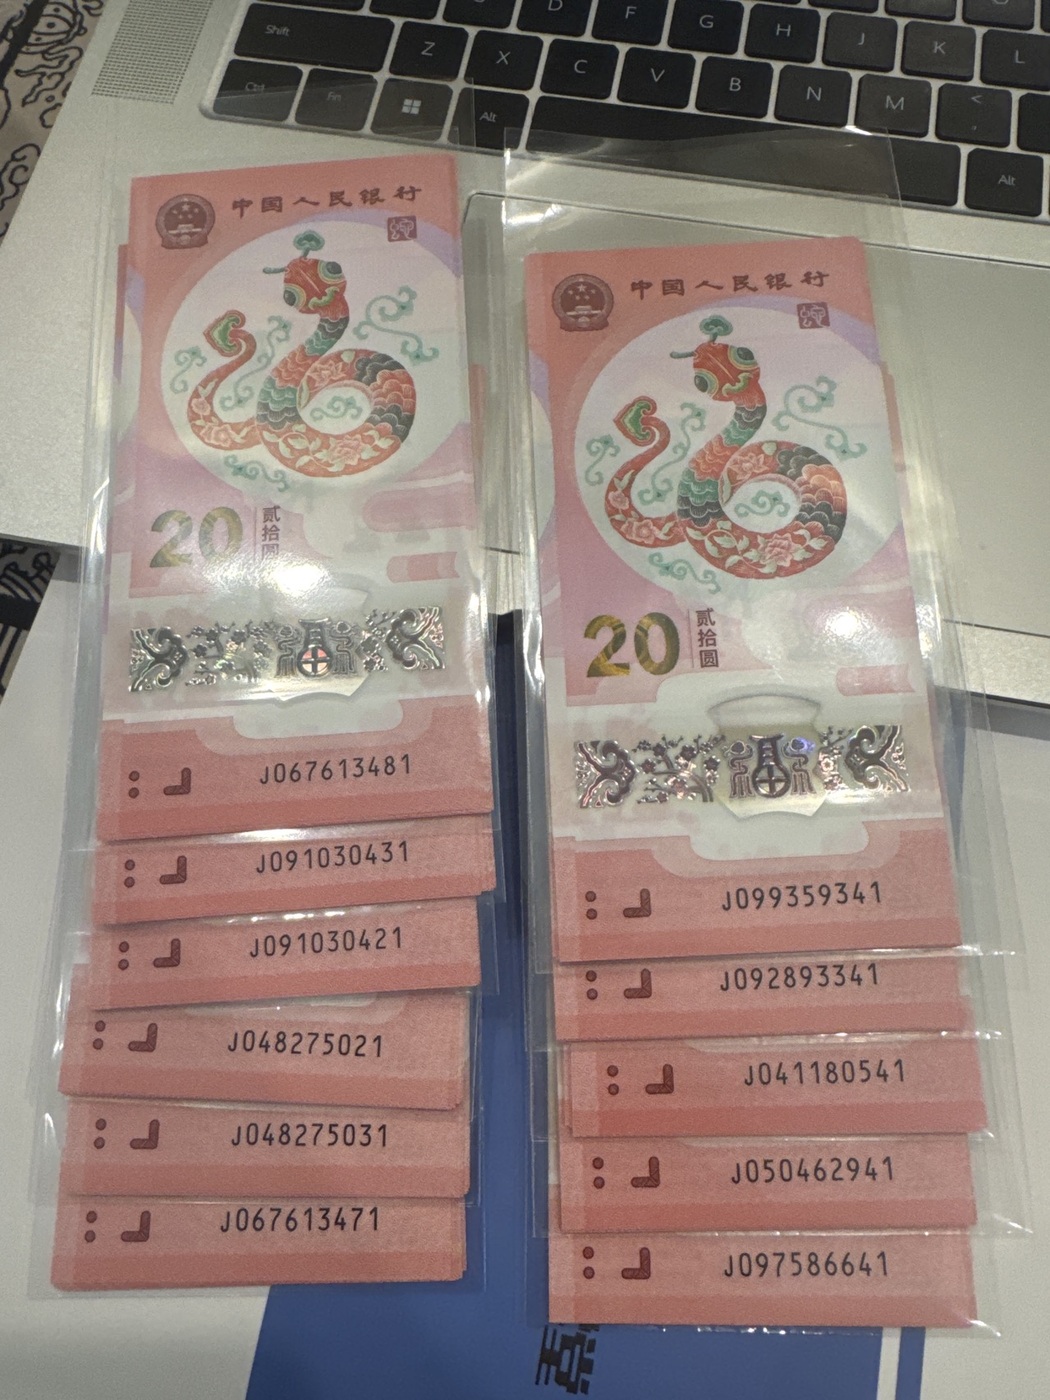 D F G H J K L
Shift Z X C V B N M <
Ctrl Fn Alt Alt
中国人民银行
20 贰拾圆
J067613481
J091030431
J091030421
J048275021
J048275031
J067613471
中国人民银行
20 贰拾圆
J099359341
J092893341
J041180541
J050462941
J097586641